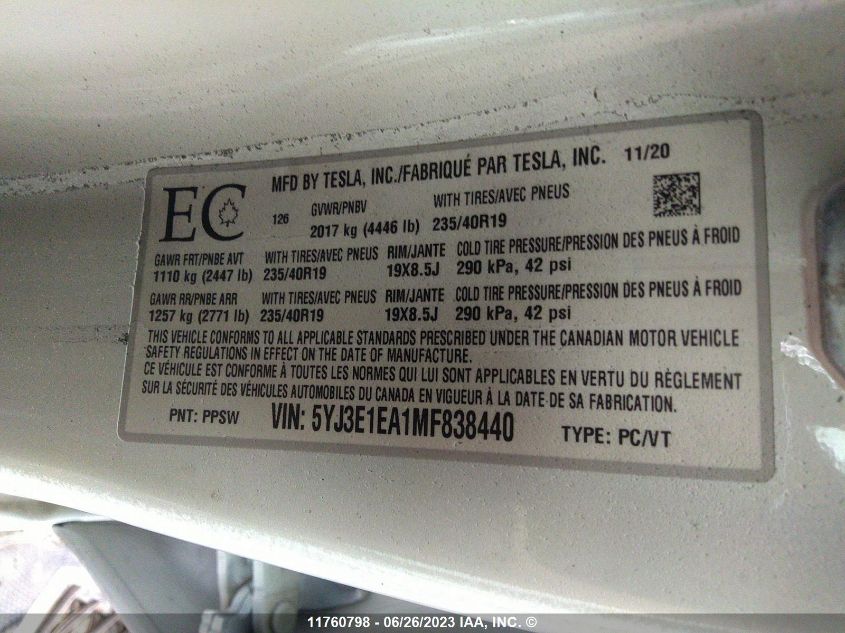 MFD BY TESLA, INC./FABRIQUÉ PAR TESLA, INC. 11/20
EC
126
GVWR/PNBV WITH TIRES/AVEC PNEUS
2017 kg (4446 lb) 235/40R19
GAWR FRT/PNBE AVT WITH TIRES/AVEC PNEUS RIM/JANTE COLD TIRE PRESSURE/PRESSION DES PNEUS À FROID
1110 kg (2447 lb) 235/40R19 19X8.5J 290 kPa, 42 psi
GAWR RR/PNBE ARR WITH TIRES/AVEC PNEUS RIM/JANTE COLD TIRE PRESSURE/PRESSION DES PNEUS À FROID
1257 kg (2771 lb) 235/40R19 19X8.5J 290 kPa, 42 psi
THIS VEHICLE CONFORMS TO ALL APPLICABLE STANDARDS PRESCRIBED UNDER THE CANADIAN MOTOR VEHICLE
SAFETY REGULATIONS IN EFFECT ON THE DATE OF MANUFACTURE.
CE VÉHICULE EST CONFORME À TOUTES LES NORMES QUI LUI SONT APPLICABLES EN VERTU DU RÈGLEMENT
SUR LA SÉCURITÉ DES VÉHICULES AUTOMOBILES DU CANADA EN VIGUEUR À LA DATE DE SA FABRICATION.
PNT: PPSW VIN: 5YJ3E1EA1MF838440 TYPE: PC/VT
11760798 - 06/26/2023 IAA, INC. ©